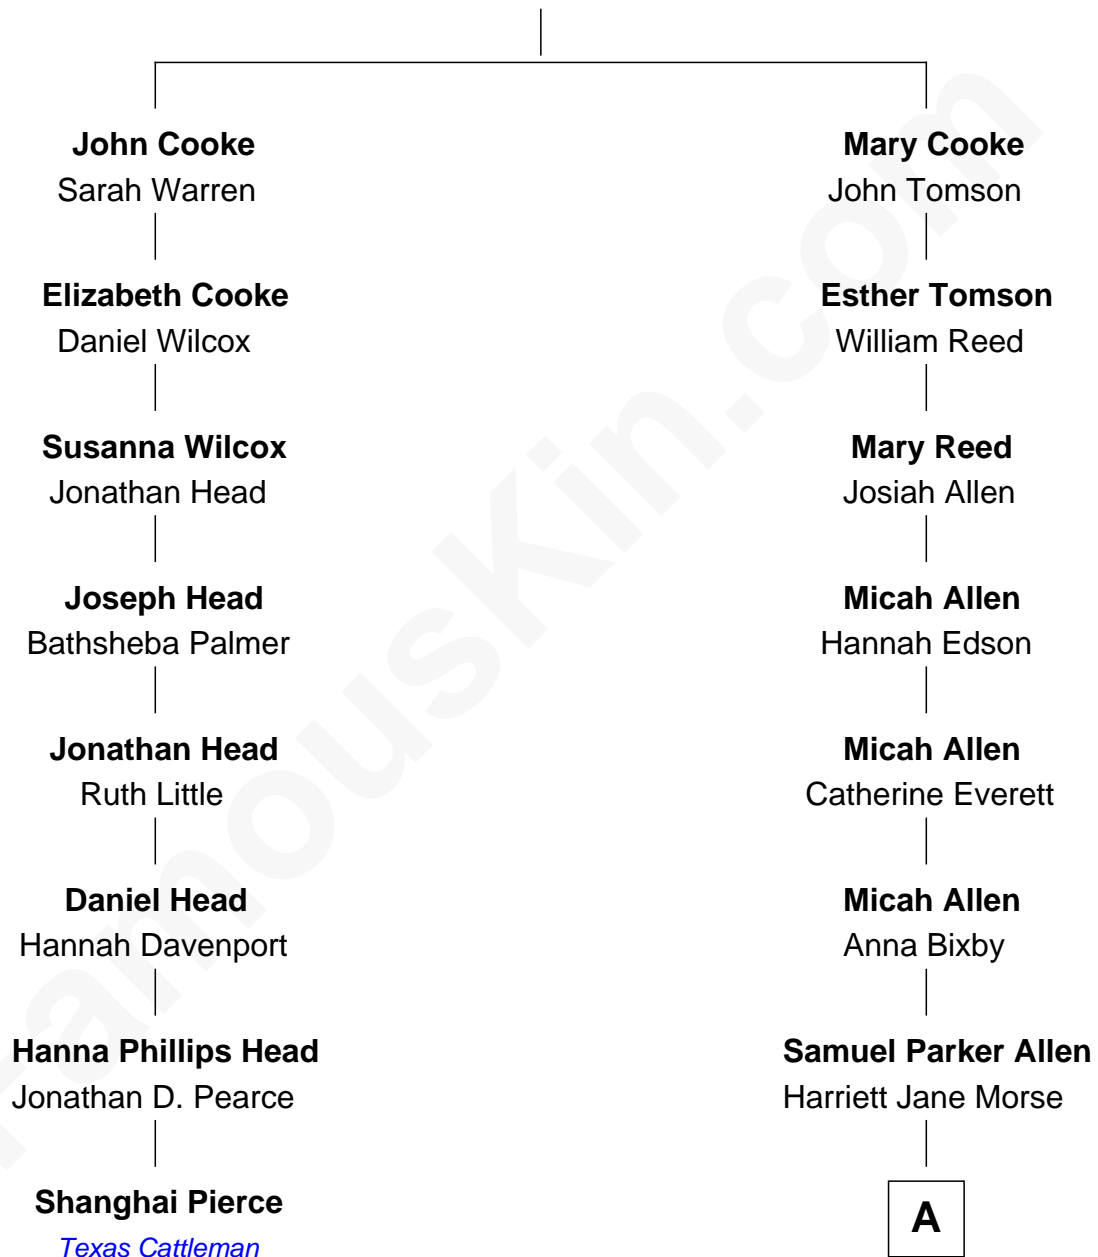 John Cooke
Sarah Warren
Elizabeth Cooke
Daniel Wilcox
Susanna Wilcox
Jonathan Head
Joseph Head
Bathsheba Palmer
Jonathan Head
Ruth Little
Daniel Head
Hannah Davenport
Hanna Phillips Head
Jonathan D. Pearce
Shanghai Pierce
Texas Cattleman
Mary Cooke
John Tomson
Esther Tomson
William Reed
Mary Reed
Josiah Allen
Micah Allen
Hannah Edson
Micah Allen
Catherine Everett
Micah Allen
Anna Bixby
Samuel Parker Allen
Harriett Jane Morse
A
FamousKin.com